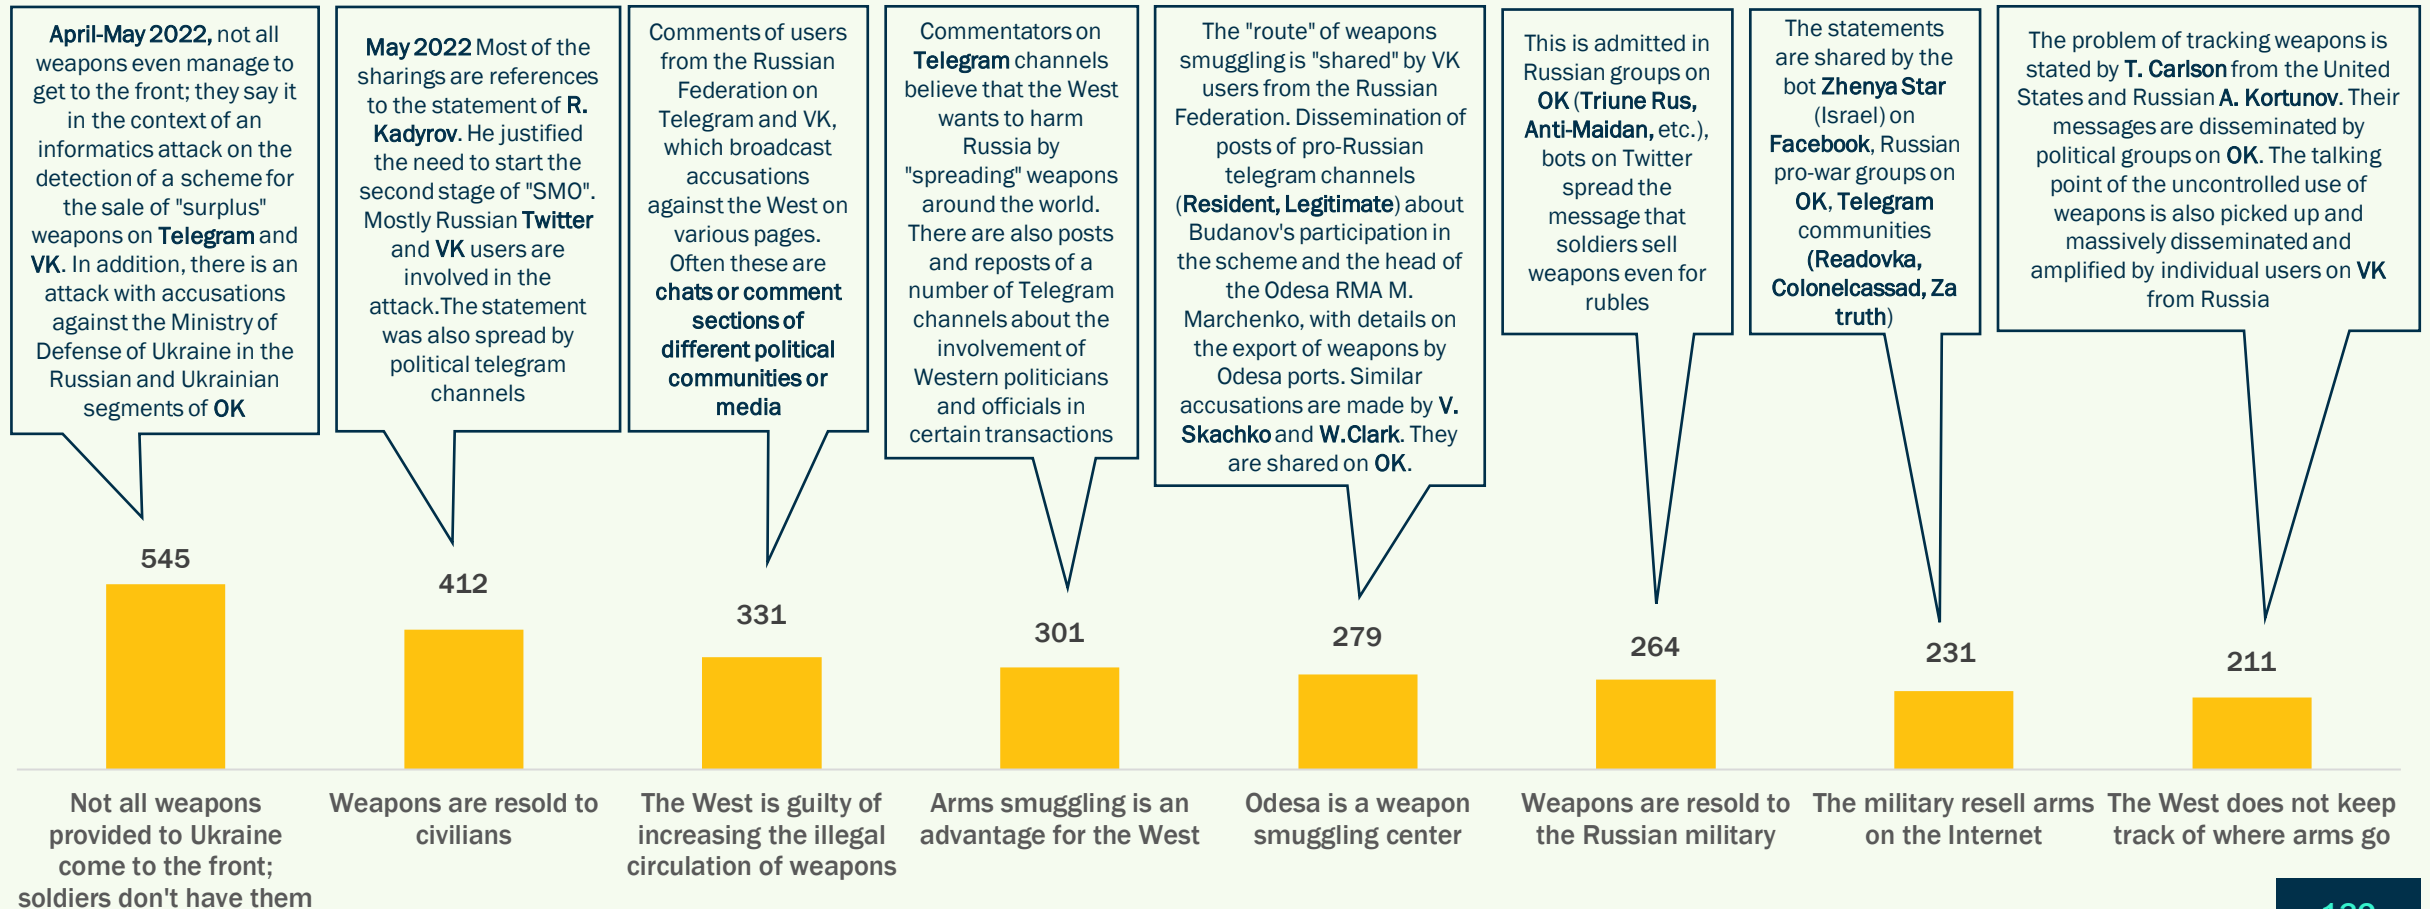 April-May 2022, not all
weapons even manage to
get to the front; they say it
in the context of an
informatics attack on the
detection of a scheme for
the sale of "surplus"
weapons on Telegram and
VK. In addition, there is an
attack with accusations
against the Ministry of
Defense of Ukraine in the
Russian and Ukrainian
segments of OK
May 2022 Most of the
sharings are references
to the statement of R.
Kadyrov. He justified
the need to start the
second stage of "SMO".
Mostly Russian Twitter
and VK users are
involved in the
attack.The statement
was also spread by
political telegram
channels
Comments of users
from the Russian
Federation on
Telegram and VK,
which broadcast
accusations
against the West on
various pages.
Often these are
chats or comment
sections of
different political
communities or
media
Commentators on
Telegram channels
believe that the West
wants to harm
Russia by
"spreading" weapons
around the world.
There are also posts
and reposts of a
number of Telegram
channels about the
involvement of
Western politicians
and officials in
certain transactions
The "route" of weapons
smuggling is "shared" by VK
users from the Russian
Federation. Dissemination of
posts of pro-Russian
telegram channels
(Resident, Legitimate) about
Budanov's participation in
the scheme and the head of
the Odesa RMA M.
Marchenko, with details on
the export of weapons by
Odesa ports. Similar
accusations are made by V.
Skachko and W.Clark. They
are shared on OK.
This is admitted in
Russian groups on
OK (Triune Rus,
Anti-Maidan, etc.),
bots on Twitter
spread the
message that
soldiers sell
weapons even for
rubles
The statements
are shared by the
bot Zhenya Star
(Israel) on
Facebook, Russian
pro-war groups on
OK, Telegram
communities
(Readovka,
Colonelcassad, Za
truth)
The problem of tracking weapons is
stated by T. Carlson from the United
States and Russian A. Kortunov. Their
messages are disseminated by
political groups on OK. The talking
point of the uncontrolled use of
weapons is also picked up and
massively disseminated and
amplified by individual users on VK
from Russia
545
412
331
301
279
264
231
211
Not all weapons
provided to Ukraine
come to the front;
soldiers don't have them
Weapons are resold to
civilians
The West is guilty of
increasing the illegal
circulation of weapons
Arms smuggling is an
advantage for the West
Odesa is a weapon
smuggling center
Weapons are resold to
the Russian military
The military resell arms
on the Internet
The West does not keep
track of where arms go